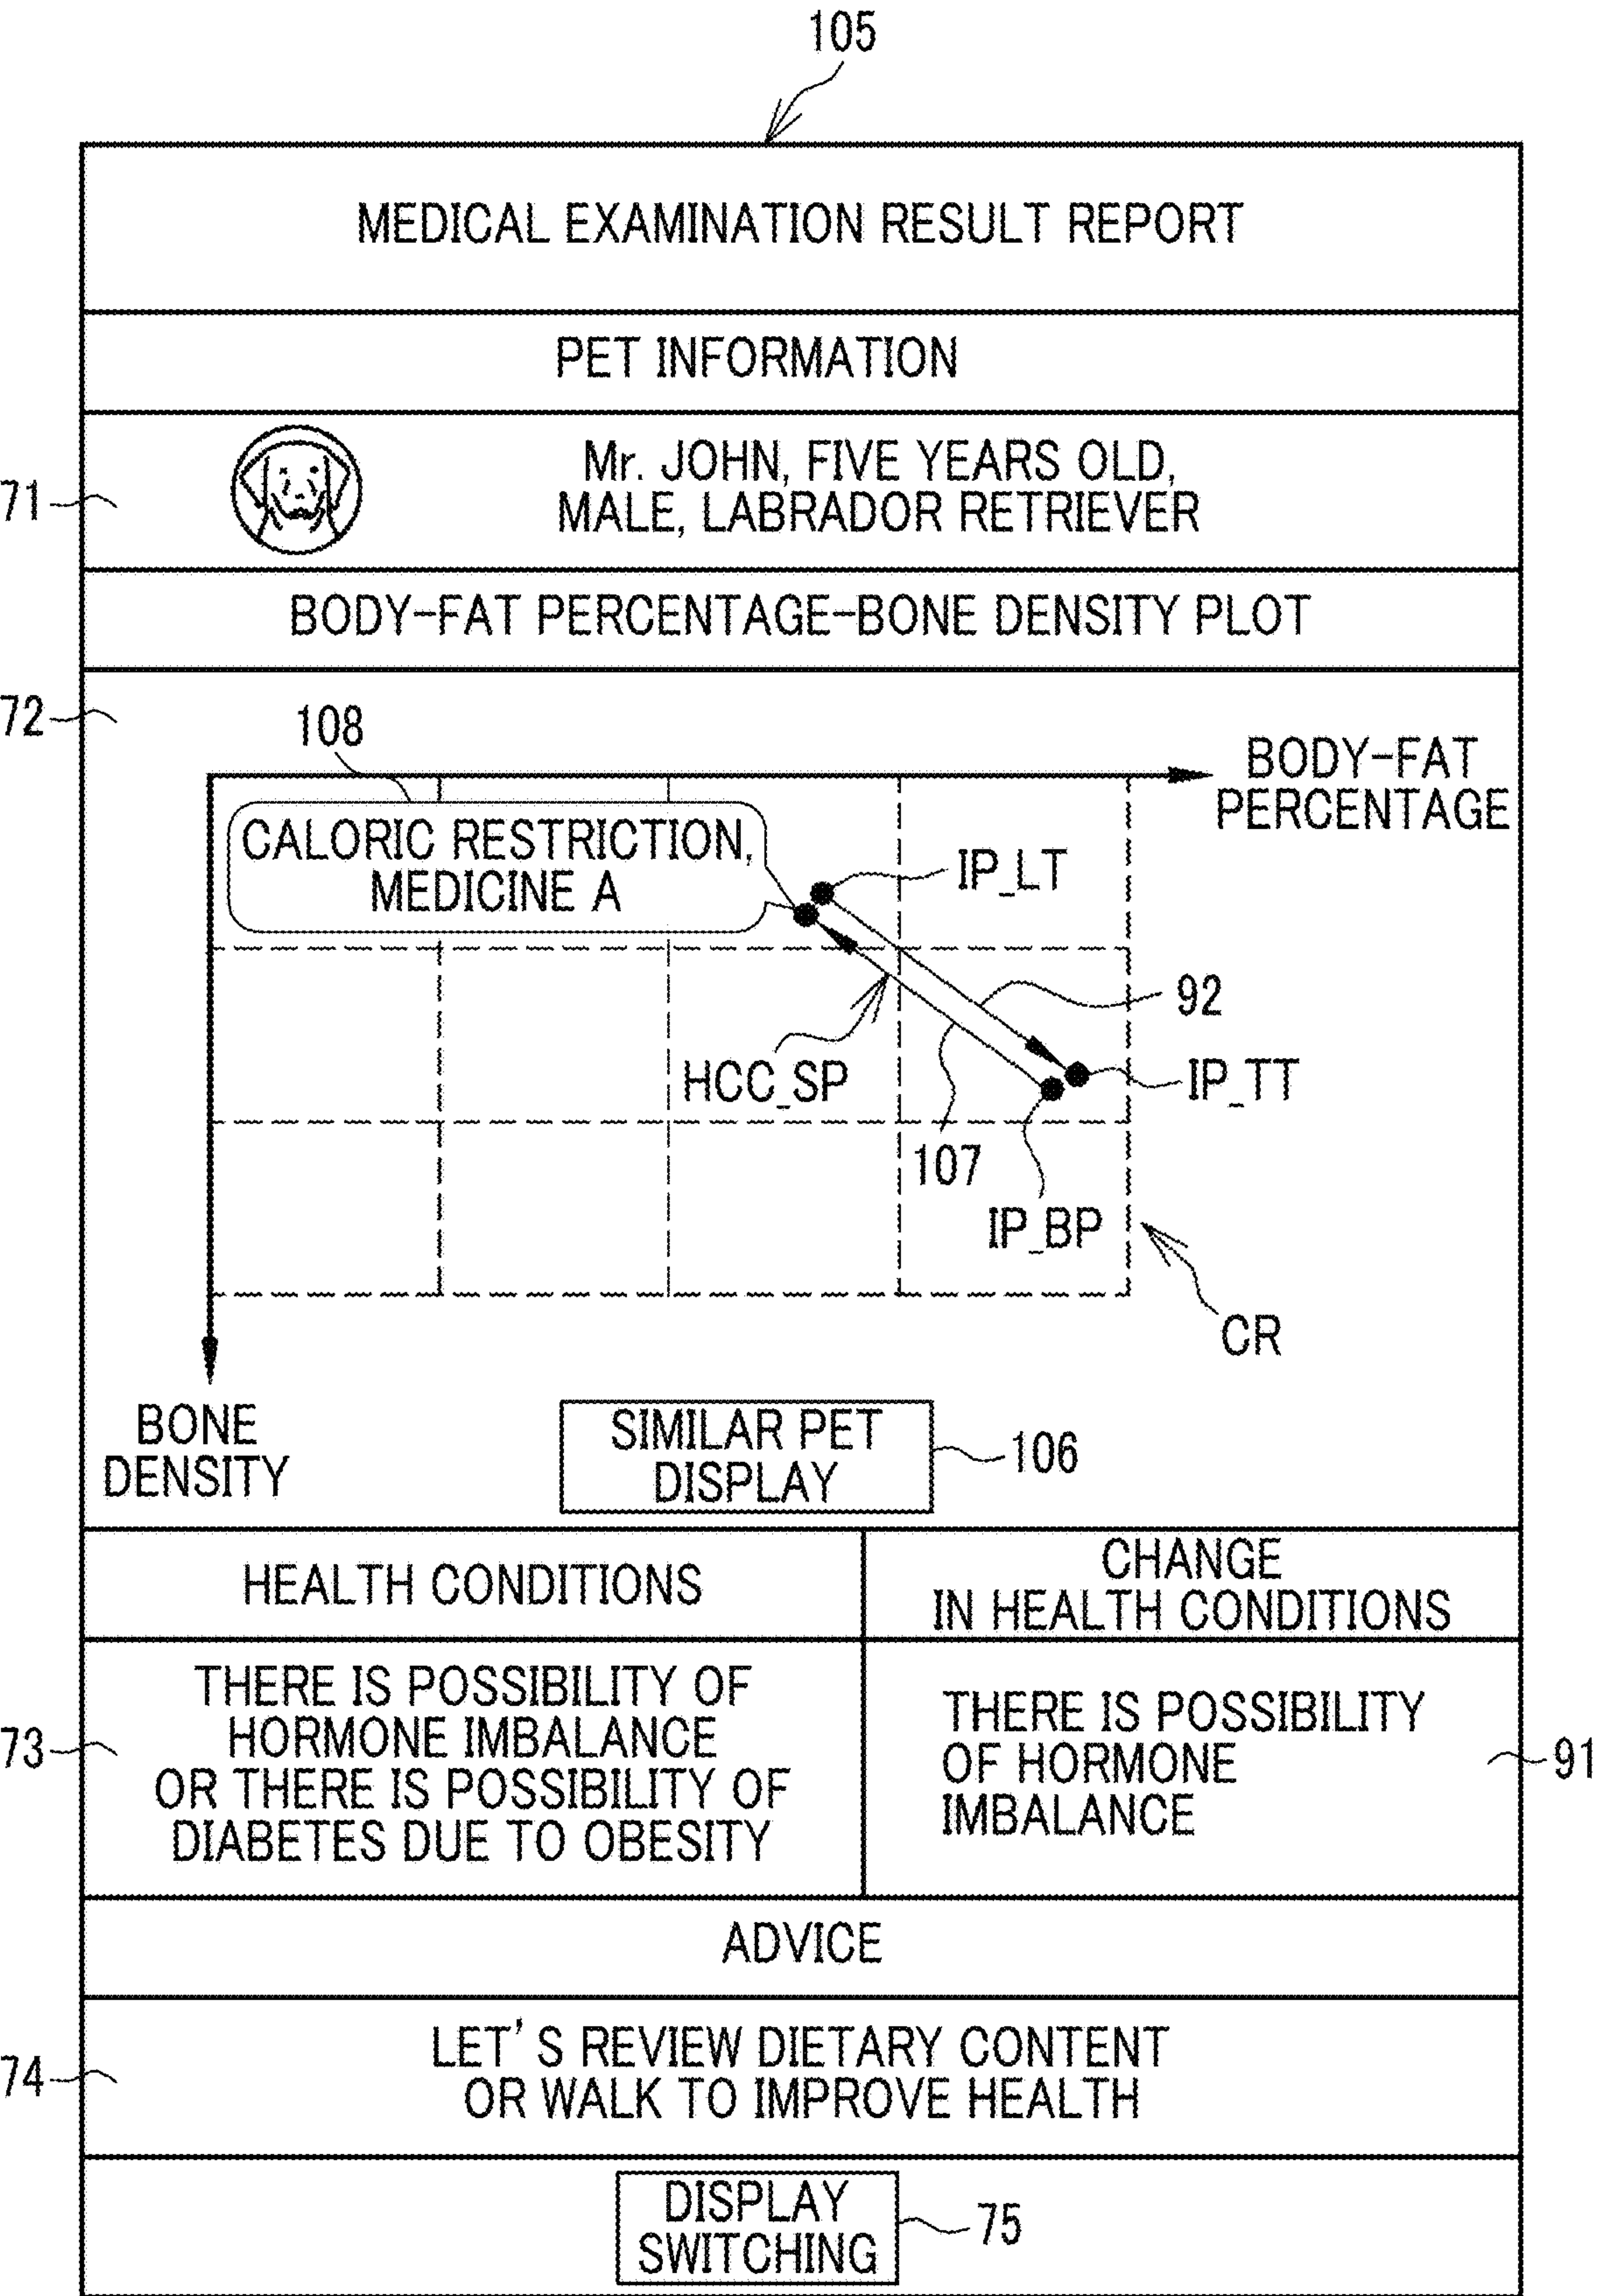 105
MEDICAL EXAMINATION RESULT REPORT
PET INFORMATION
71
Mr. JOHN, FIVE YEARS OLD,
MALE, LABRADOR RETRIEVER
BODY-FAT PERCENTAGE-BONE DENSITY PLOT
72
108
BODY-FAT
PERCENTAGE
CALORIC RESTRICTION,
MEDICINE A
IP_LT
92
HCC_SP
IP_TT
107
IP_BP
CR
BONE
DENSITY
SIMILAR PET
DISPLAY
106
HEALTH CONDITIONS
CHANGE
IN HEALTH CONDITIONS
73
THERE IS POSSIBILITY OF
HORMONE IMBALANCE
OR THERE IS POSSIBILITY OF
DIABETES DUE TO OBESITY
THERE IS POSSIBILITY
OF HORMONE
IMBALANCE
91
ADVICE
74
LET'S REVIEW DIETARY CONTENT
OR WALK TO IMPROVE HEALTH
DISPLAY
SWITCHING
75